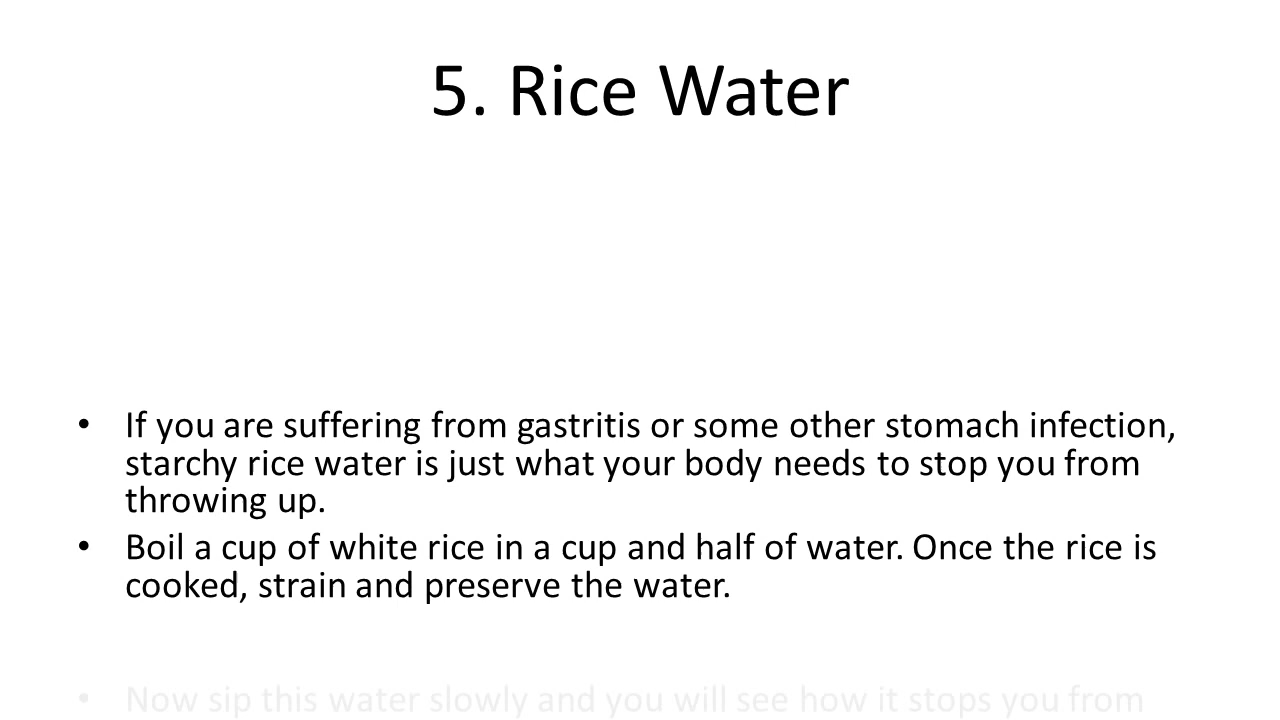 5. Rice Water
• If you are suffering from gastritis or some other stomach infection,
starchy rice water is just what your body needs to stop you from
throwing up.
• Boil a cup of white rice in a cup and half of water. Once the rice is
cooked, strain and preserve the water.
• Now sip this water slowly and you will see how it stops you from